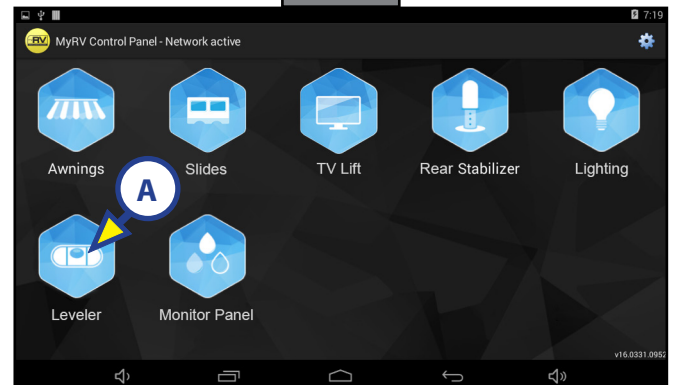 7:19
RV MyRV Control Panel - Network active
Awnings Slides TV Lift Rear Stabilizer Lighting
A
Leveler Monitor Panel
v16.0331.0952